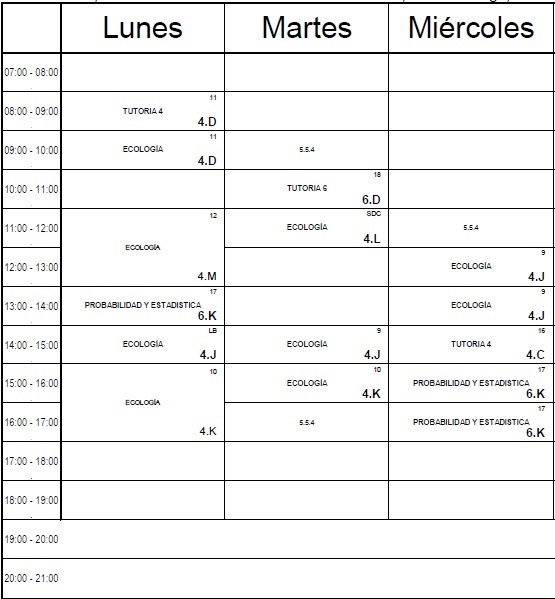 Lunes Martes Miércoles
07:00 - 08:00
08:00 - 09:00
11
TUTORIA 4
4.D
09:00 - 10:00
11
ECOLOGÍA
4.D
5.5.4
10:00 - 11:00
18
TUTORIA 6
6.D
11:00 - 12:00
12
ECOLOGÍA
4.M
SDC
ECOLOGÍA
4.L
5.5.4
12:00 - 13:00
9
ECOLOGÍA
4.J
13:00 - 14:00
17
PROBABILIDAD Y ESTADISTICA
6.K
9
ECOLOGÍA
4.J
14:00 - 15:00
LB
ECOLOGÍA
4.J
9
ECOLOGÍA
4.J
16
TUTORIA 4
4.C
15:00 - 16:00
10
ECOLOGÍA
4.K
10
ECOLOGÍA
4.K
17
PROBABILIDAD Y ESTADISTICA
6.K
16:00 - 17:00
5.5.4
17
PROBABILIDAD Y ESTADISTICA
6.K
17:00 - 18:00
18:00 - 19:00
19:00 - 20:00
20:00 - 21:00